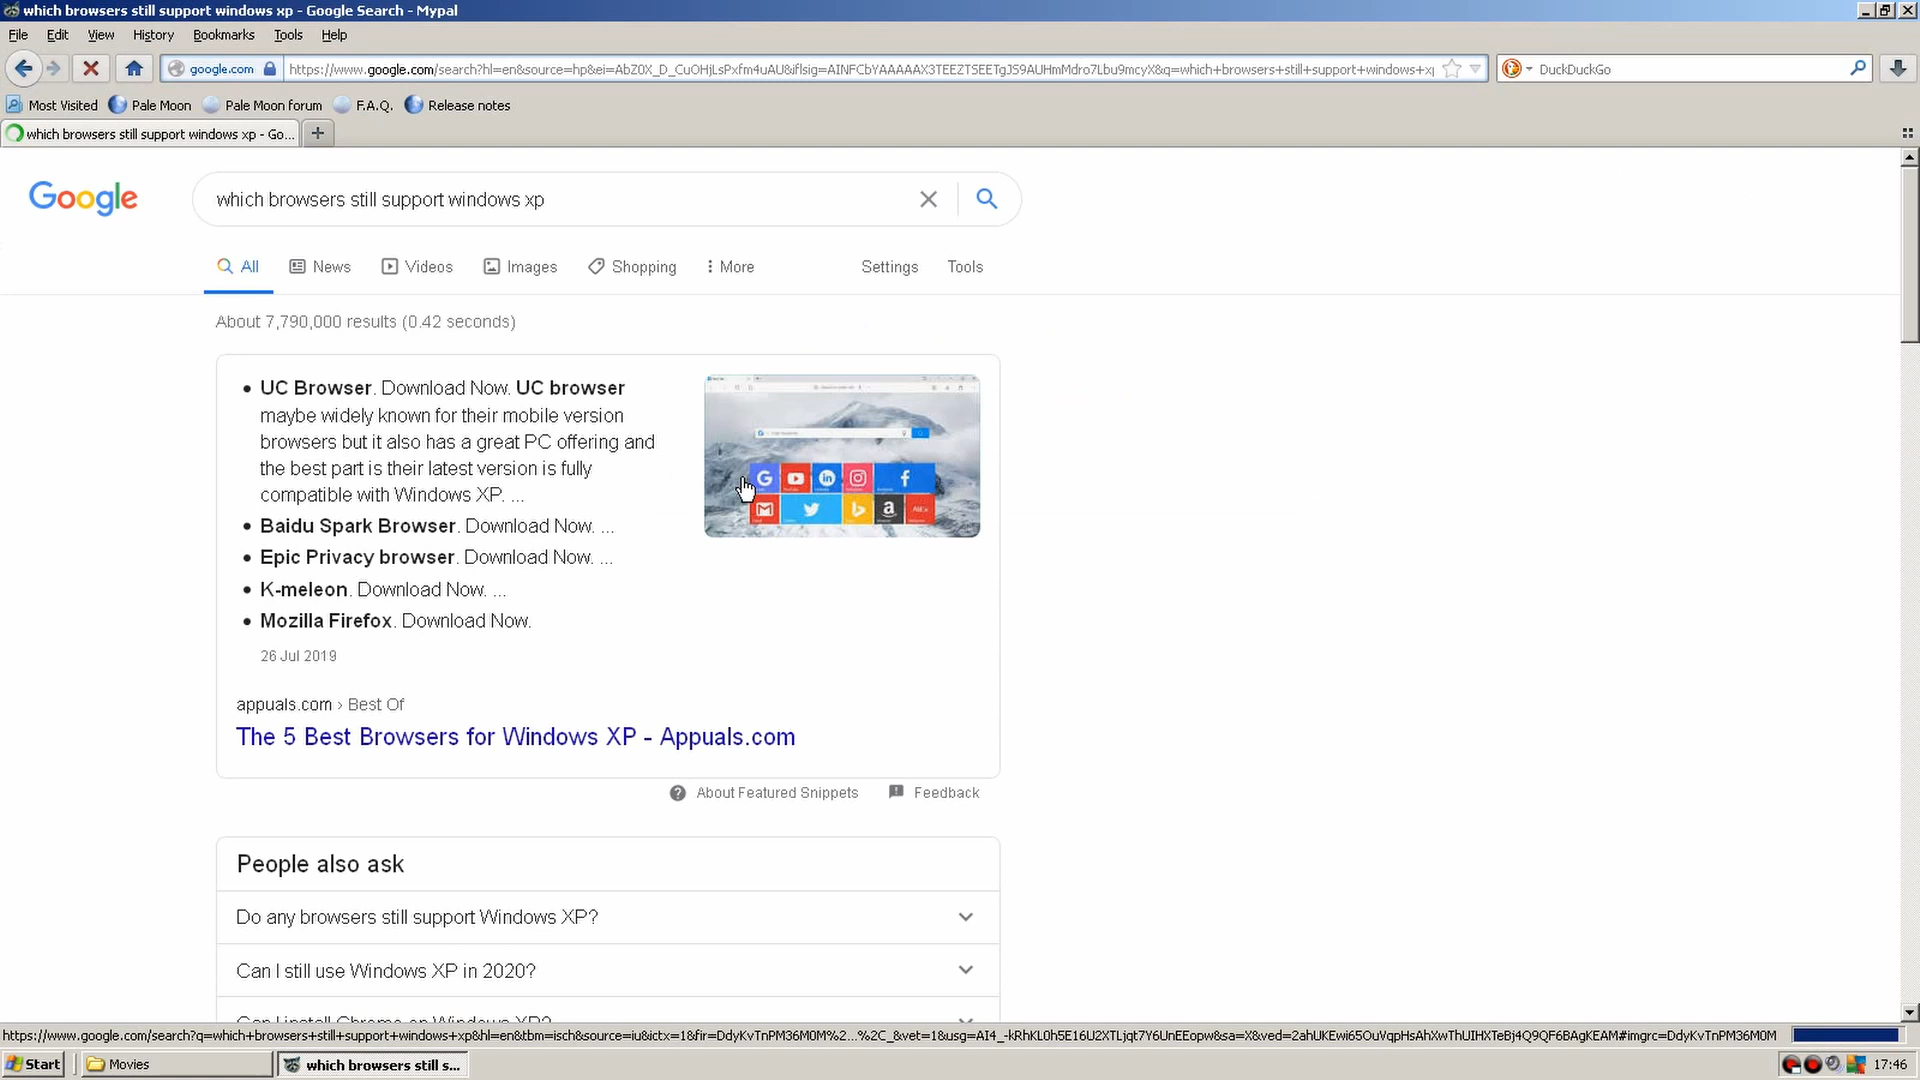 which browsers still support windows xp - Google Search - Mypal
File Edit View History Bookmarks Tools Help
google.com
DuckDuckGo
Most Visited Pale Moon Pale Moon forum F.A.Q. Release notes
which browsers still support windows xp - Go...
Google
which browsers still support windows xp
All News Videos Images Shopping More Settings Tools
About 7,790,000 results (0.42 seconds)
• UC Browser. Download Now. UC browser
maybe widely known for their mobile version
browsers but it also has a great PC offering and
the best part is their latest version is fully
compatible with Windows XP. ...
• Baidu Spark Browser. Download Now. ...
• Epic Privacy browser. Download Now. ...
• K-meleon. Download Now. ...
• Mozilla Firefox. Download Now.
26 Jul 2019
appuals.com › Best Of
The 5 Best Browsers for Windows XP - Appuals.com
About Featured Snippets Feedback
People also ask
Do any browsers still support Windows XP?
Can I still use Windows XP in 2020?
Can I install Chrome on Windows XP?
Start Movies which browsers still s... 17:46